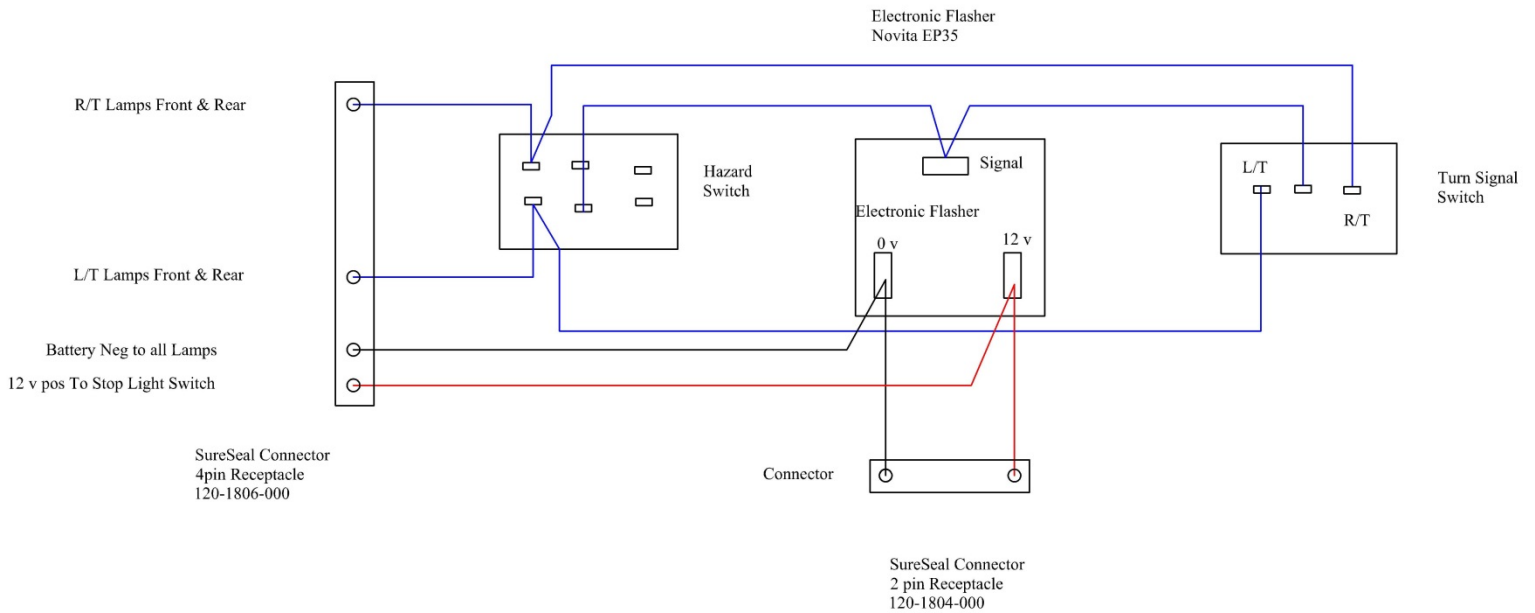 Electronic Flasher
Novita EP35
R/T Lamps Front & Rear
Hazard
Switch
Signal
L/T
Turn Signal
Switch
R/T
Electronic Flasher
0 v
12 v
L/T Lamps Front & Rear
Battery Neg to all Lamps
12 v pos To Stop Light Switch
SureSeal Connector
4pin Receptacle
120-1806-000
Connector
SureSeal Connector
2 pin Receptacle
120-1804-000